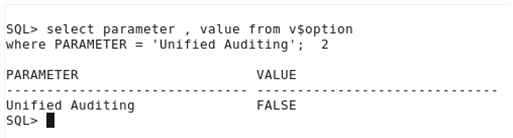 SQL> select parameter , value from v$option
where PARAMETER = 'Unified Auditing';  2
PARAMETER                      VALUE
------------------------------ ------------------------------
Unified Auditing               FALSE
SQL>